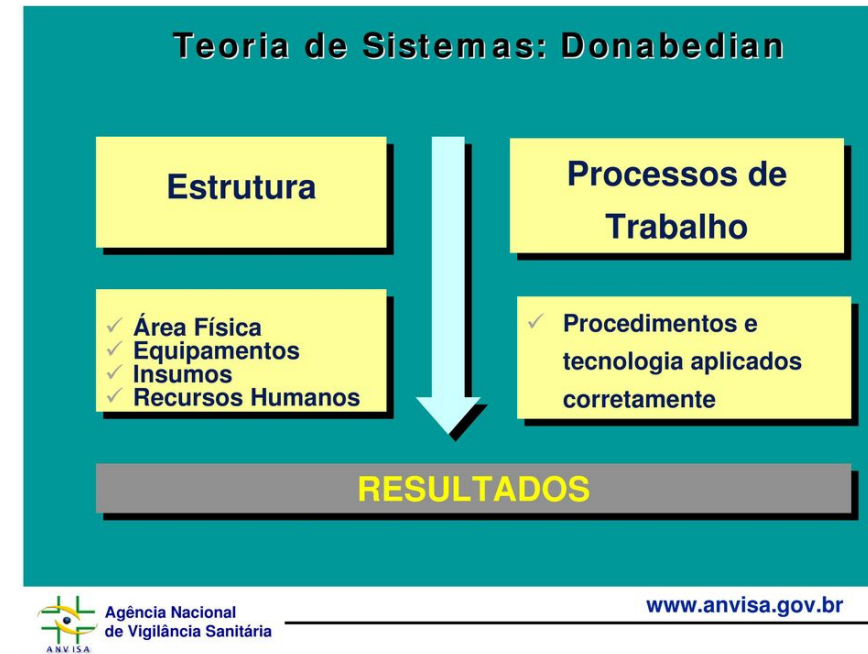 Teoria de Sistemas: Donabedian
Estrutura
Área Física
Equipamentos
Insumos
Recursos Humanos
Processos de
Trabalho
Procedimentos e
tecnologia aplicados
corretamente
RESULTADOS
Agência Nacional
de Vigilância Sanitária
ANVISA
www.anvisa.gov.br